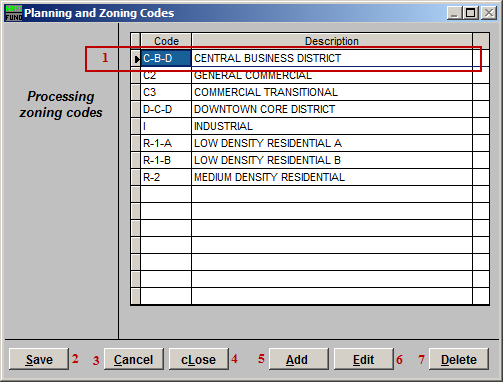 FUND
Planning and Zoning Codes
Code Description
1 C-B-D CENTRAL BUSINESS DISTRICT
C2 GENERAL COMMERCIAL
Processing
zoning codes
C3 COMMERCIAL TRANSITIONAL
D-C-D DOWNTOWN CORE DISTRICT
I INDUSTRIAL
R-1-A LOW DENSITY RESIDENTIAL A
R-1-B LOW DENSITY RESIDENTIAL B
R-2 MEDIUM DENSITY RESIDENTIAL
Save 2 3 Cancel cLose 4 5 Add Edit 6 7 Delete